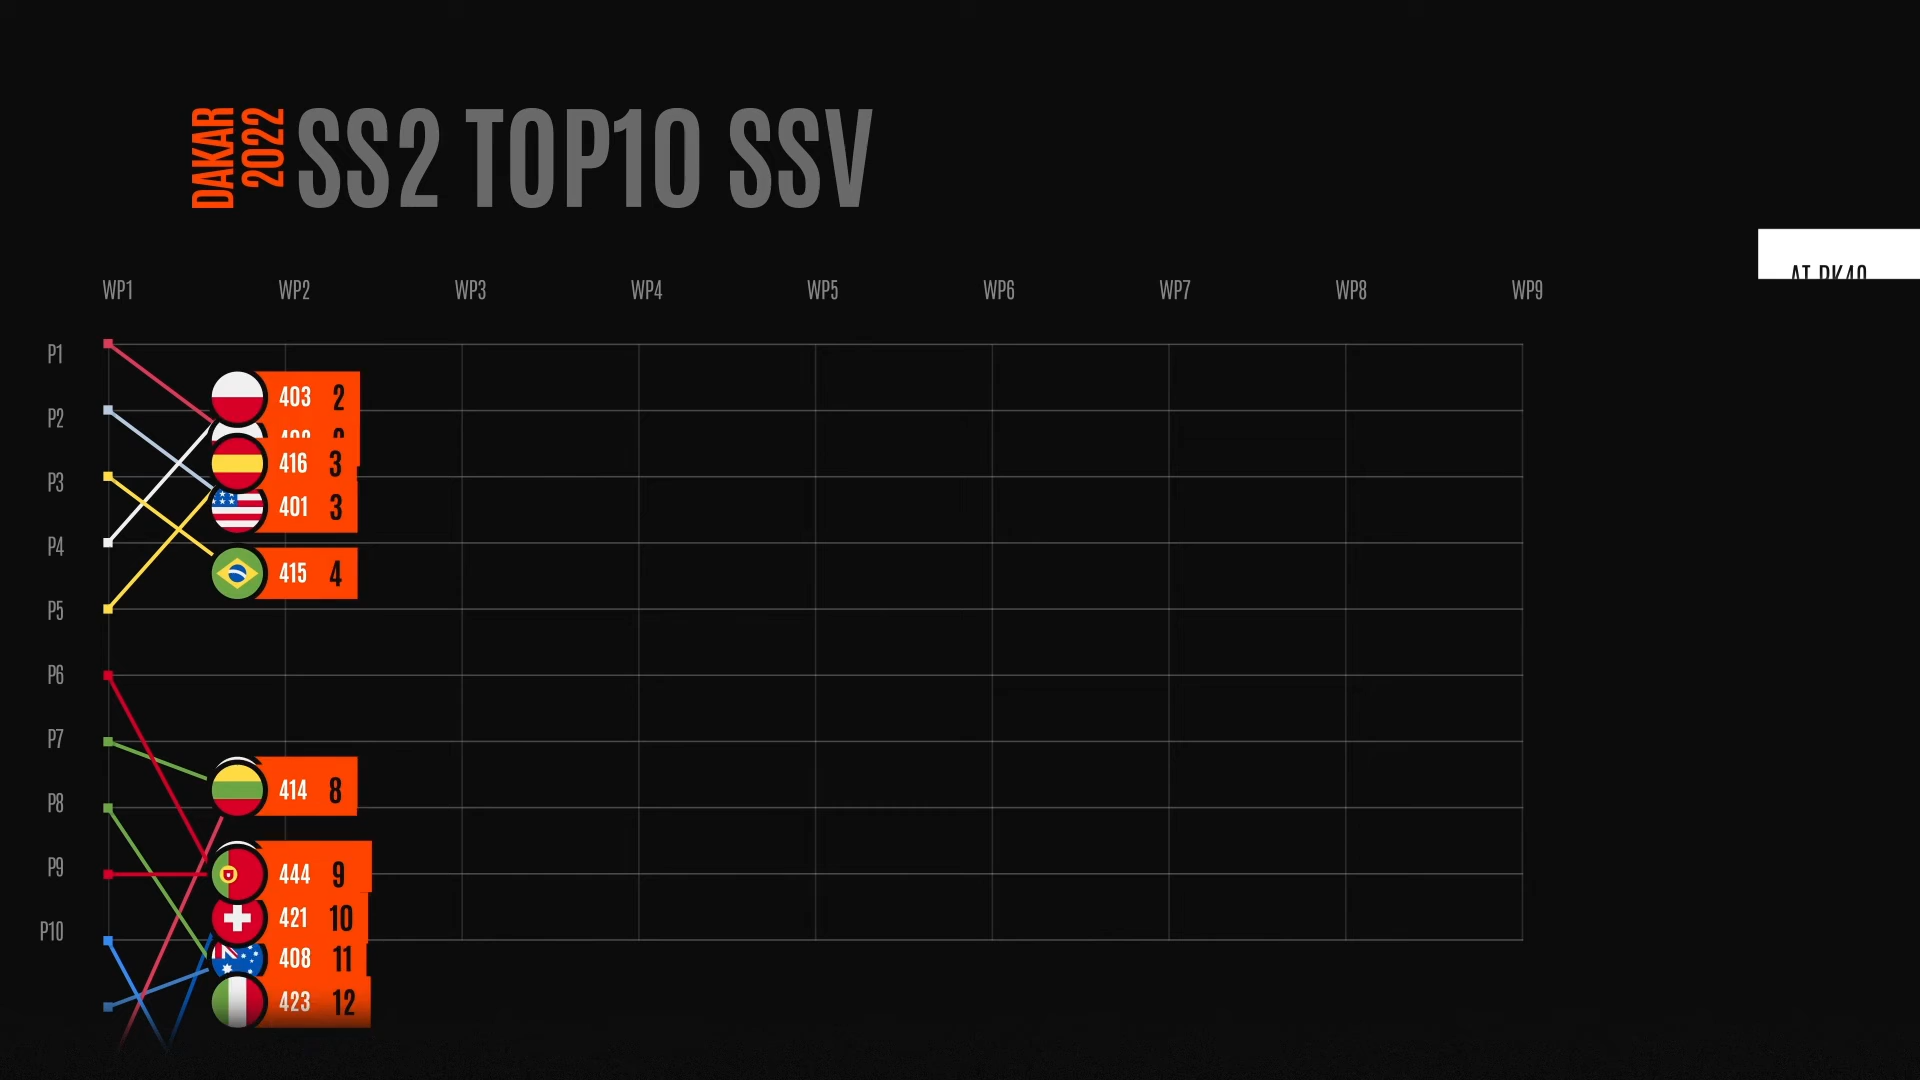 DAKAR
2022
SS2 TOP10 SSV
AT PK40
WP1 WP2 WP3 WP4 WP5 WP6 WP7 WP8 WP9
P1
403 2
P2
416 3
P3
401 3
P4
415 4
P5
P6
P7
414 8
P8
P9
444 9
421 10
P10
408 11
423 12